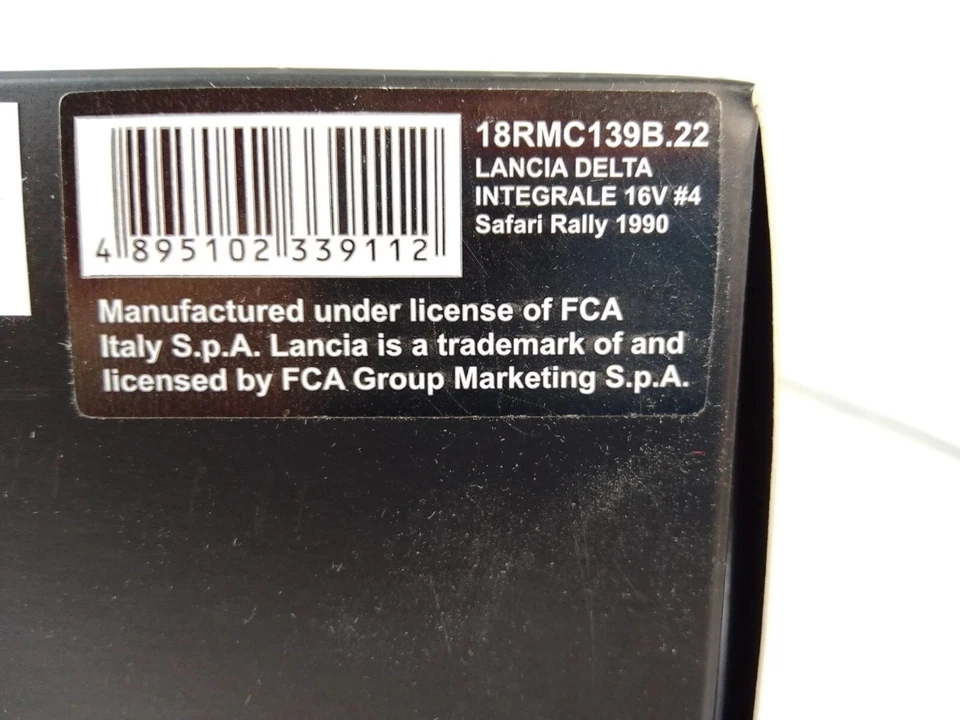 18RMC139B.22
LANCIA DELTA
INTEGRALE 16V #4
Safari Rally 1990
4 895102 339112
Manufactured under license of FCA
Italy S.p.A. Lancia is a trademark of and
licensed by FCA Group Marketing S.p.A.